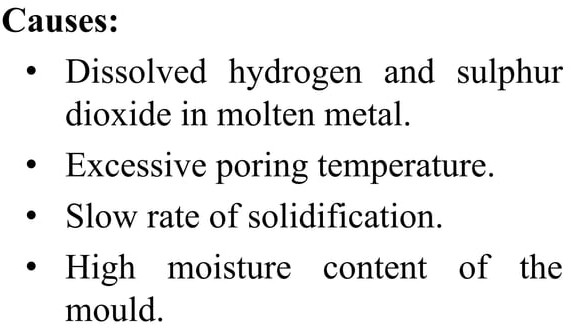 Causes:
• Dissolved hydrogen and sulphur
dioxide in molten metal.
• Excessive poring temperature.
• Slow rate of solidification.
• High moisture content of the
mould.